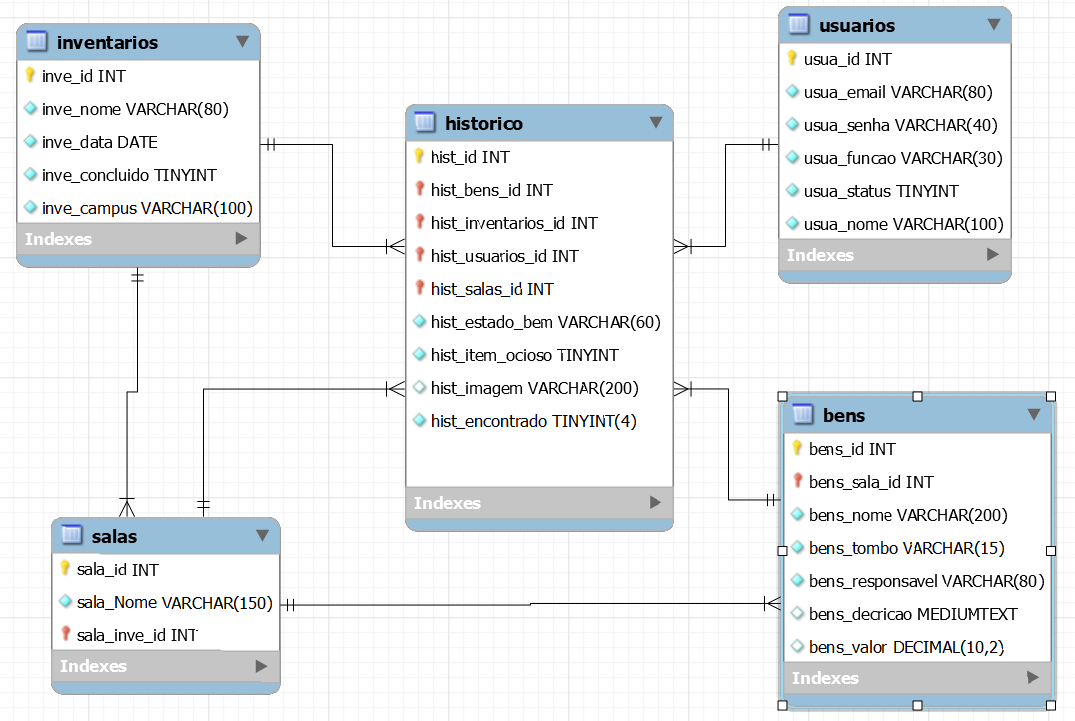 inventarios
inve_id INT
inve_nome VARCHAR(80)
inve_data DATE
inve_concluido TINYINT
inve_campus VARCHAR(100)
Indexes
historico
hist_id INT
hist_bens_id INT
hist_inventarios_id INT
hist_usuarios_id INT
hist_salas_id INT
hist_estado_bem VARCHAR(60)
hist_item_ocioso TINYINT
hist_imagem VARCHAR(200)
hist_encontrado TINYINT(4)
Indexes
usuarios
usua_id INT
usua_email VARCHAR(80)
usua_senha VARCHAR(40)
usua_funcao VARCHAR(30)
usua_status TINYINT
usua_nome VARCHAR(100)
Indexes
salas
sala_id INT
sala_Nome VARCHAR(150)
sala_inve_id INT
Indexes
bens
bens_id INT
bens_sala_id INT
bens_nome VARCHAR(200)
bens_tombo VARCHAR(15)
bens_responsavel VARCHAR(80)
bens_decricao MEDIUMTEXT
bens_valor DECIMAL(10,2)
Indexes